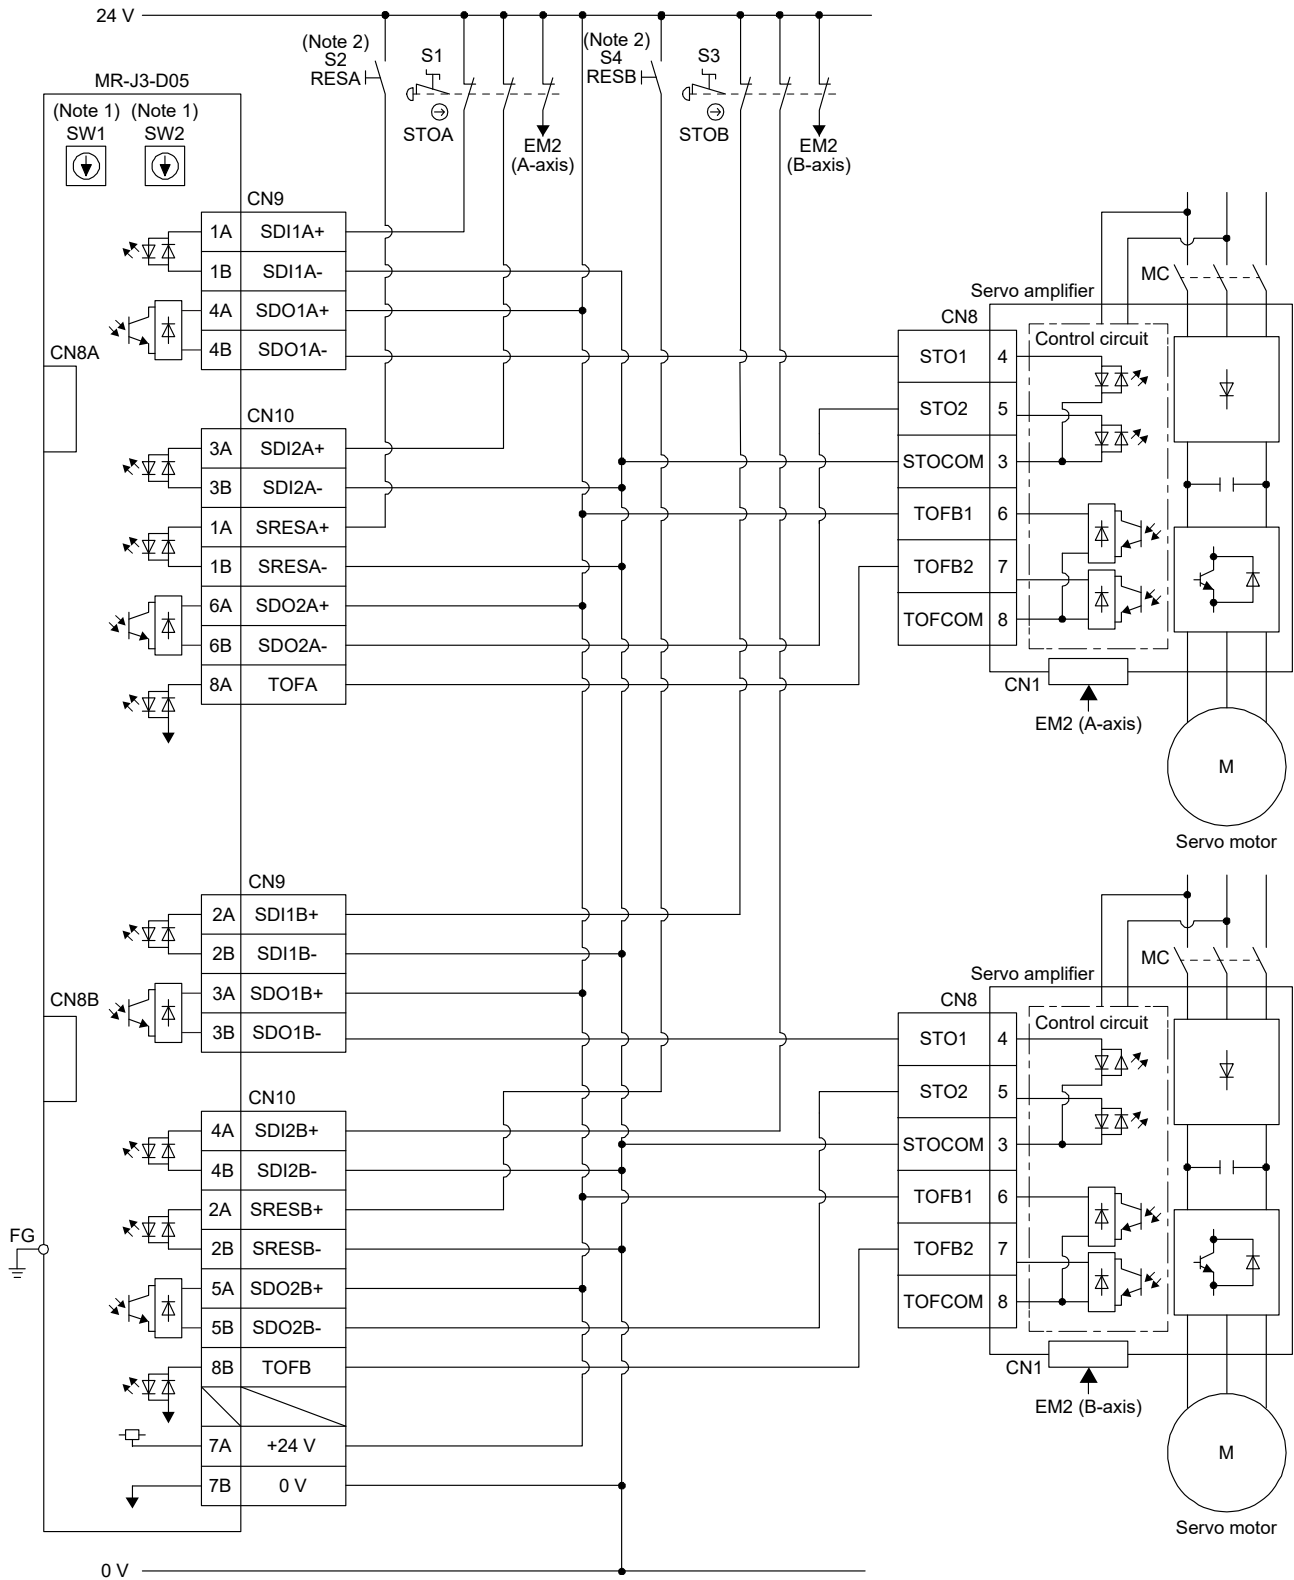 24 V
(Note 2)
S2
RESA
S1
STOA
EM2
(A-axis)
(Note 2)
S4
RESB
S3
STOB
EM2
(B-axis)
MR-J3-D05
(Note 1) (Note 1)
SW1 SW2
CN9
1A SDI1A+
1B SDI1A-
4A SDO1A+
4B SDO1A-
CN8A
CN10
3A SDI2A+
3B SDI2A-
1A SRESA+
1B SRESA-
6A SDO2A+
6B SDO2A-
8A TOFA
MC
Servo amplifier
CN8
Control circuit
STO1 4
STO2 5
STOCOM 3
TOFB1 6
TOFB2 7
TOFCOM 8
CN1
EM2 (A-axis)
M
Servo motor
CN9
2A SDI1B+
2B SDI1B-
3A SDO1B+
3B SDO1B-
CN8B
CN10
4A SDI2B+
4B SDI2B-
2A SRESB+
2B SRESB-
5A SDO2B+
5B SDO2B-
8B TOFB
7A +24 V
7B 0 V
FG
MC
Servo amplifier
CN8
Control circuit
STO1 4
STO2 5
STOCOM 3
TOFB1 6
TOFB2 7
TOFCOM 8
CN1
EM2 (B-axis)
M
Servo motor
0 V